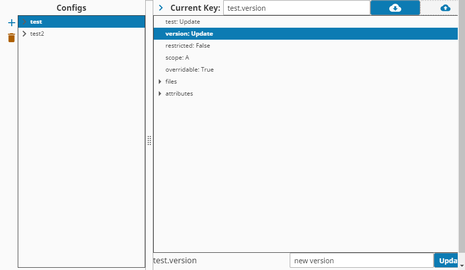 Configs
test
test2
Current Key:
test.version
test: Update
version: Update
restricted: False
scope: A
overridable: True
files
attributes
test.version
new version
Upda